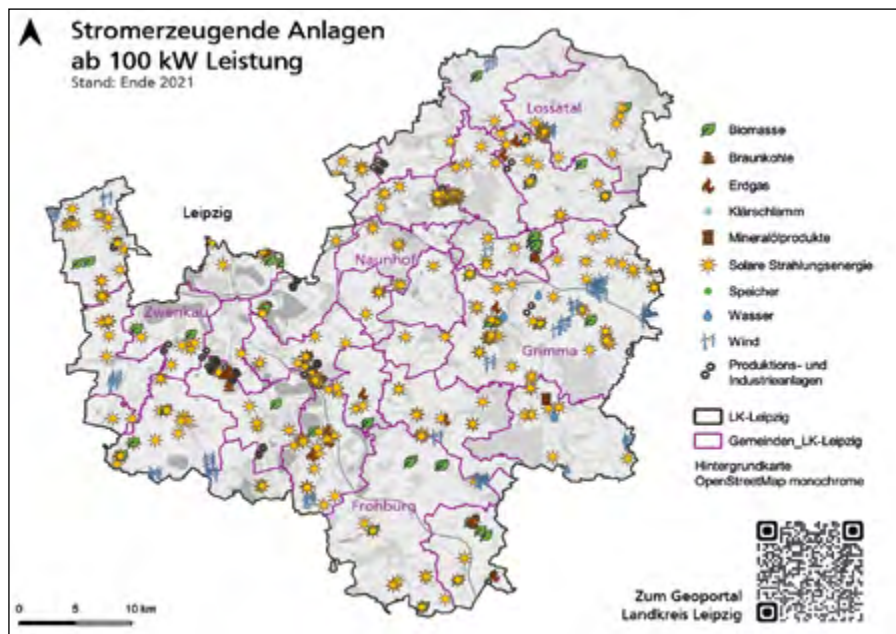 Stromerzeugende Anlagen
ab 100 kW Leistung
Stand: Ende 2021
Lossatal
Leipzig
Naunhof
Zwenkau
Grimma
Frohburg
Biomasse
Braunkohle
Erdgas
Klärschlamm
Mineralölprodukte
Solare Strahlungsenergie
Speicher
Wasser
Wind
Produktions- und
Industrieanlagen
LK-Leipzig
Gemeinden_LK-Leipzig
Hintergrundkarte
OpenStreetMap monochrome
Zum Geoportal
Landkreis Leipzig
0 5 10 km